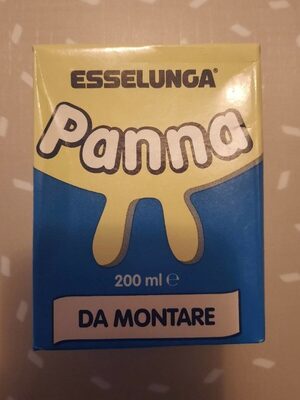 ESSELUNGA®
Panna
200 ml ℮
DA MONTARE